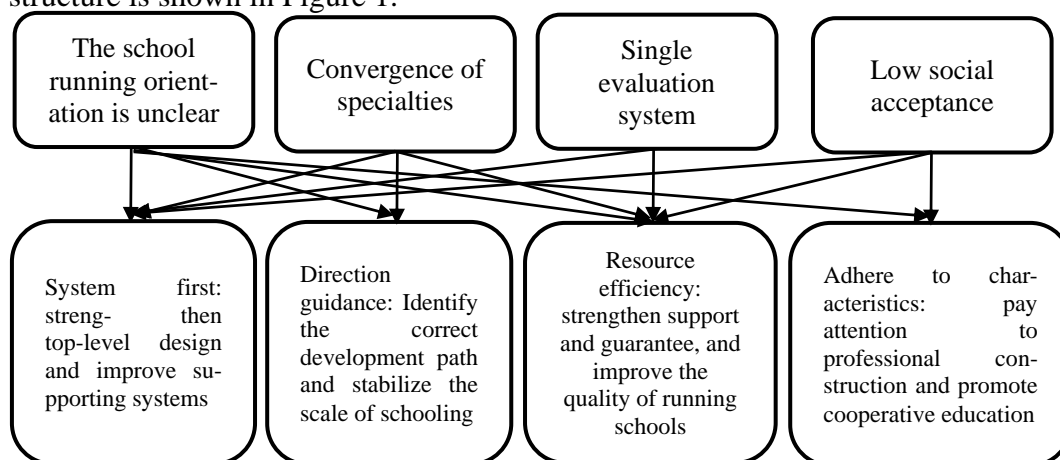 structure is shown in Figure 1.
The school
running orient-
ation is unclear
Convergence of
specialties
Single
evaluation
system
Low social
acceptance
System first:
streng- then
top-level design
and improve su-
pporting systems
Direction
guidance: Identify
the correct
development path
and stabilize the
scale of schooling
Resource
efficiency:
strengthen support
and guarantee, and
improve the
quality of running
schools
Adhere to char-
acteristics: pay
attention to
professional con-
struction and promote
cooperative education